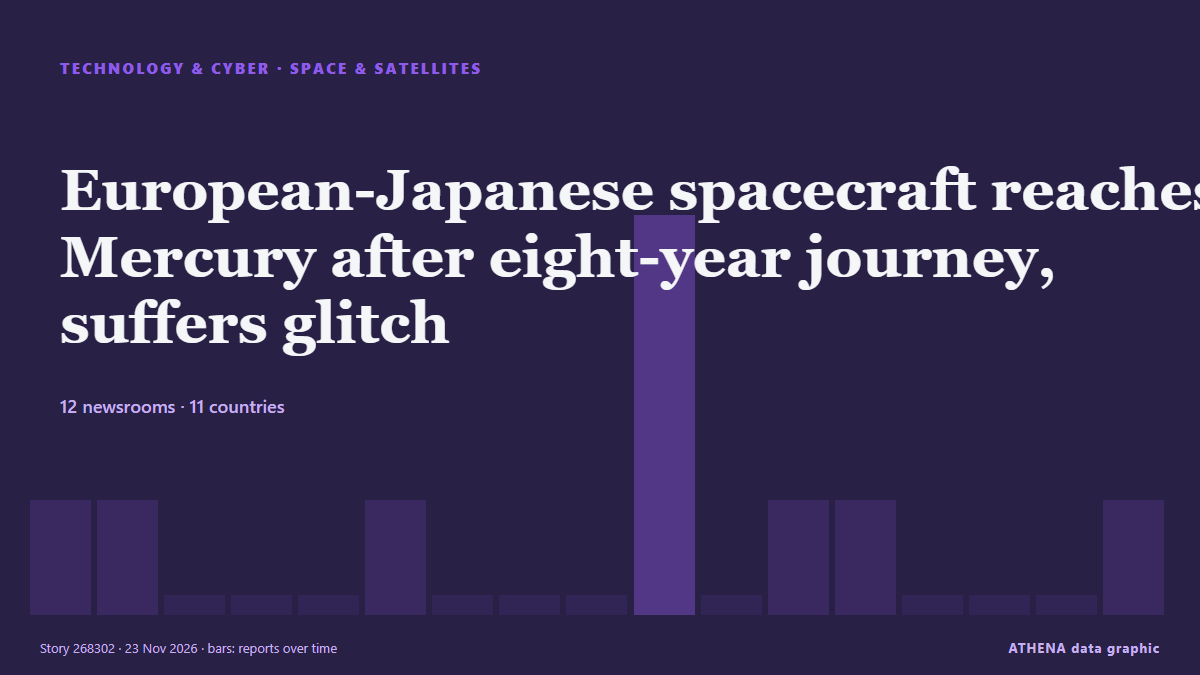 TECHNOLOGY & CYBER · SPACE & SATELLITES
European-Japanese spacecraft reaches
Mercury after eight-year journey,
suffers glitch
12 newsrooms · 11 countries
Story 268302 · 23 Nov 2026 · bars: reports over time
ATHENA data graphic